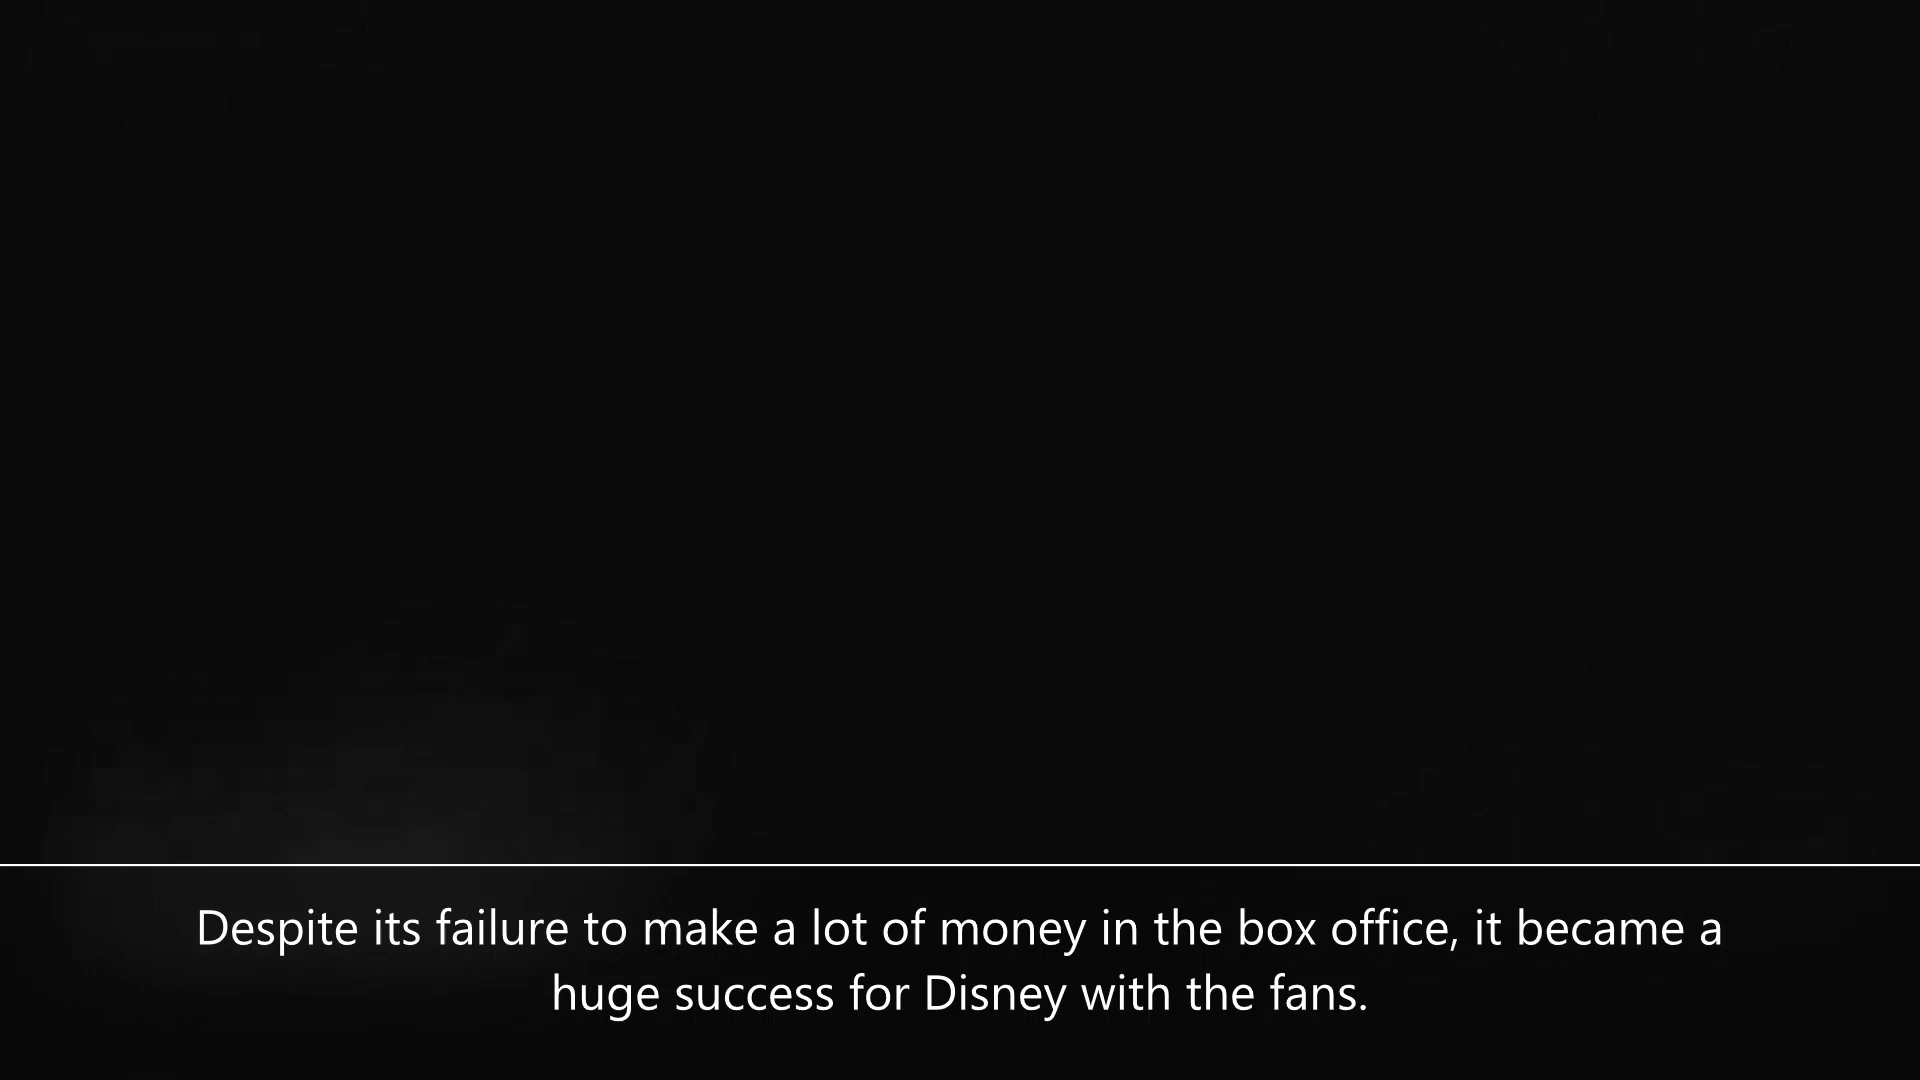 Despite its failure to make a lot of money in the box office, it became a
huge success for Disney with the fans.